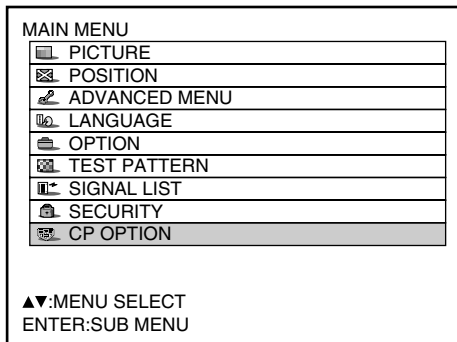 MAIN MENU
PICTURE
POSITION
ADVANCED MENU
LANGUAGE
OPTION
TEST PATTERN
SIGNAL LIST
SECURITY
CP OPTION
▲▼:MENU SELECT
ENTER:SUB MENU